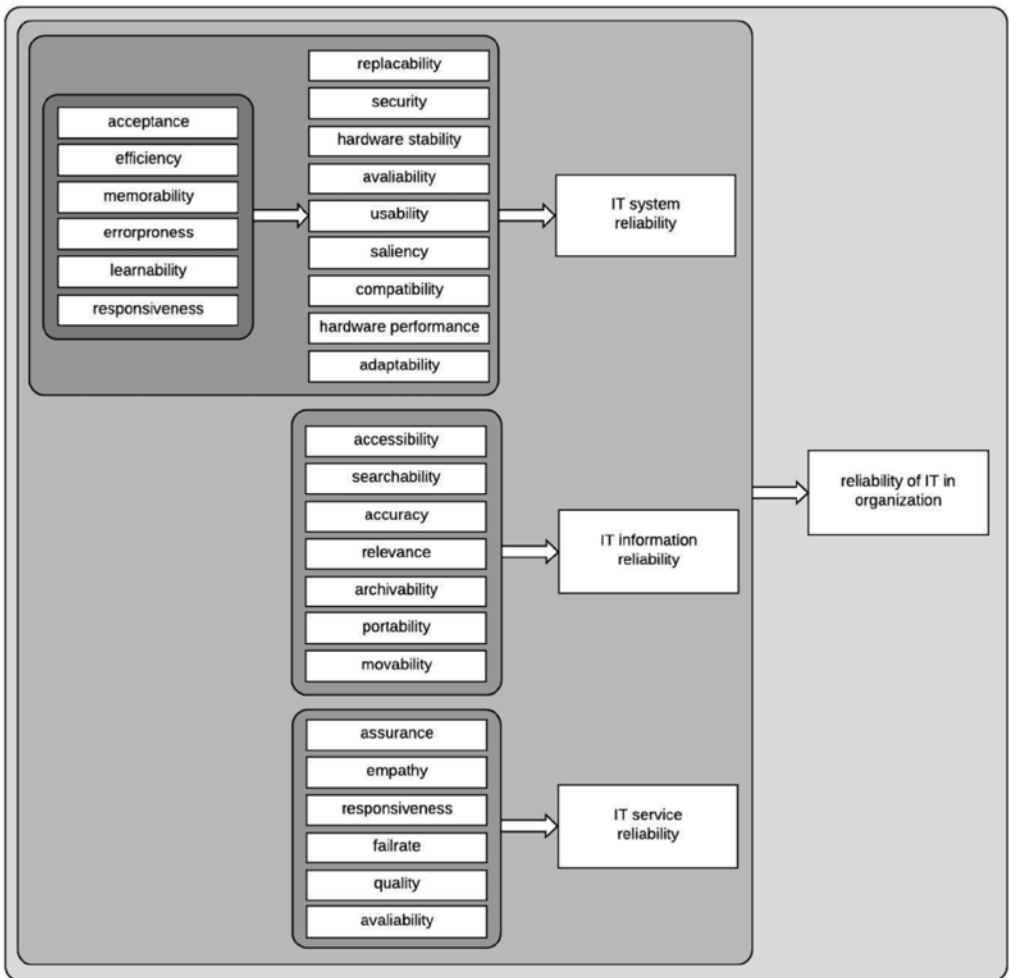 acceptance
efficiency
memorability
errorproness
learnability
responsiveness
replacability
security
hardware stability
avaliability
usability
saliency
compatibility
hardware performance
adaptability
IT system
reliability
accessibility
searchability
accuracy
relevance
archivability
portability
movability
IT information
reliability
assurance
empathy
responsiveness
failrate
quality
avaliability
IT service
reliability
reliability of IT in
organization